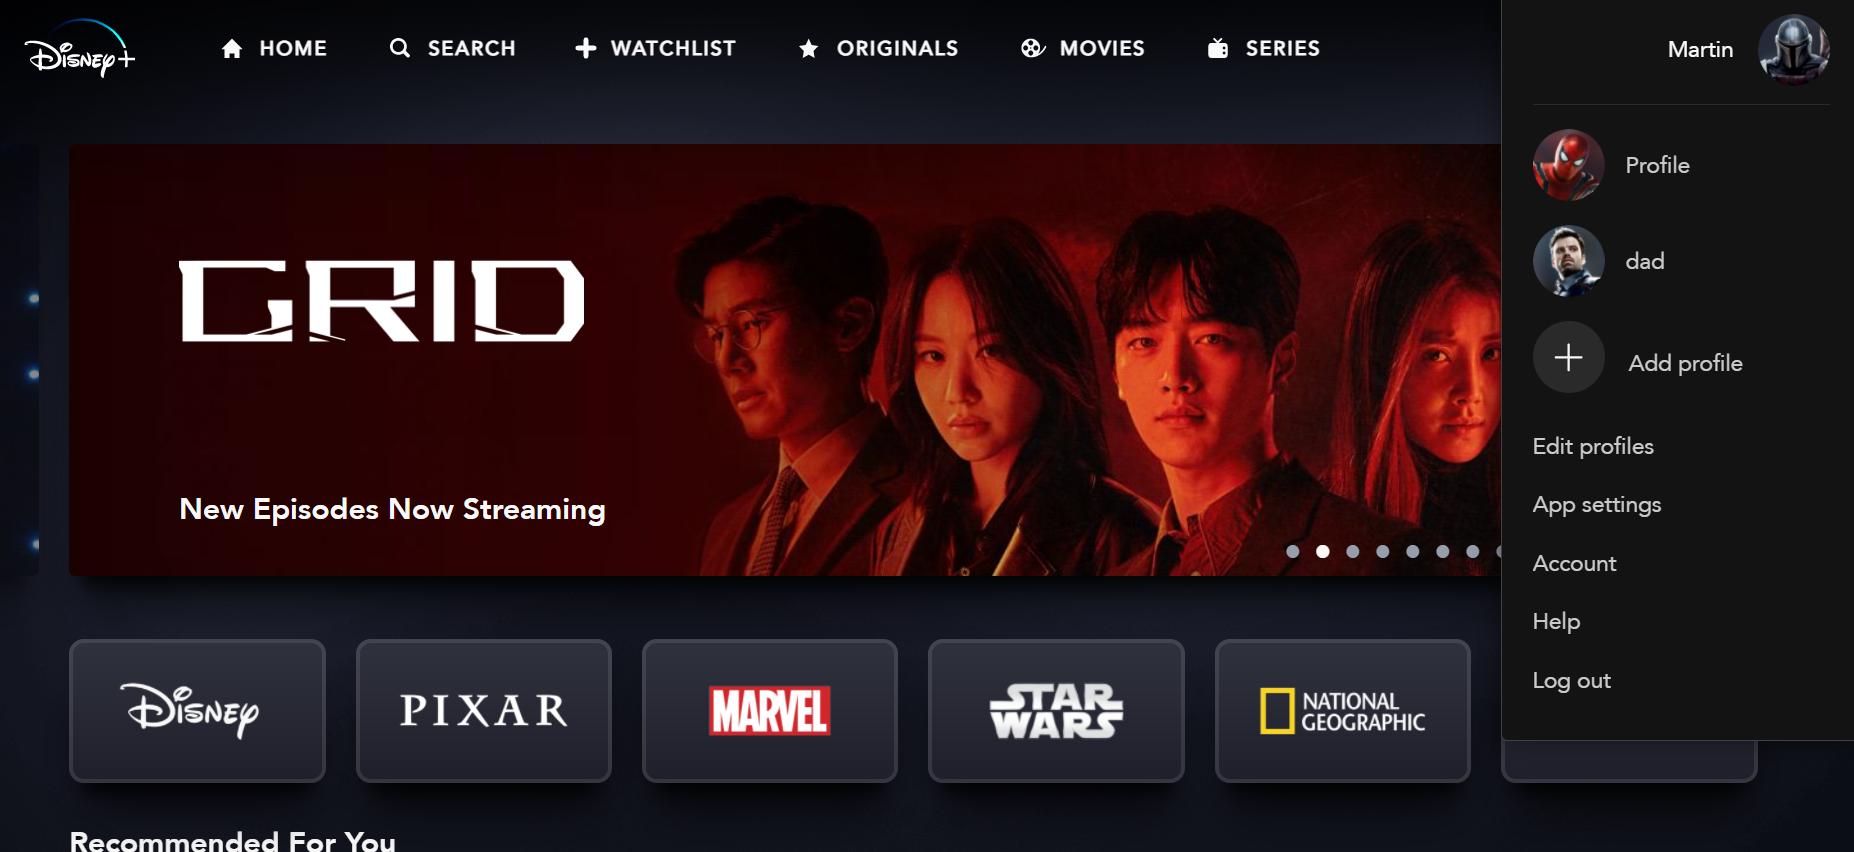 Disney+
HOME
SEARCH
WATCHLIST
ORIGINALS
MOVIES
SERIES
Martin
Profile
dad
Add profile
Edit profiles
App settings
Account
Help
Log out
GRID
New Episodes Now Streaming
Disney
PIXAR
MARVEL
STAR
WARS
NATIONAL
GEOGRAPHIC
Recommended For You